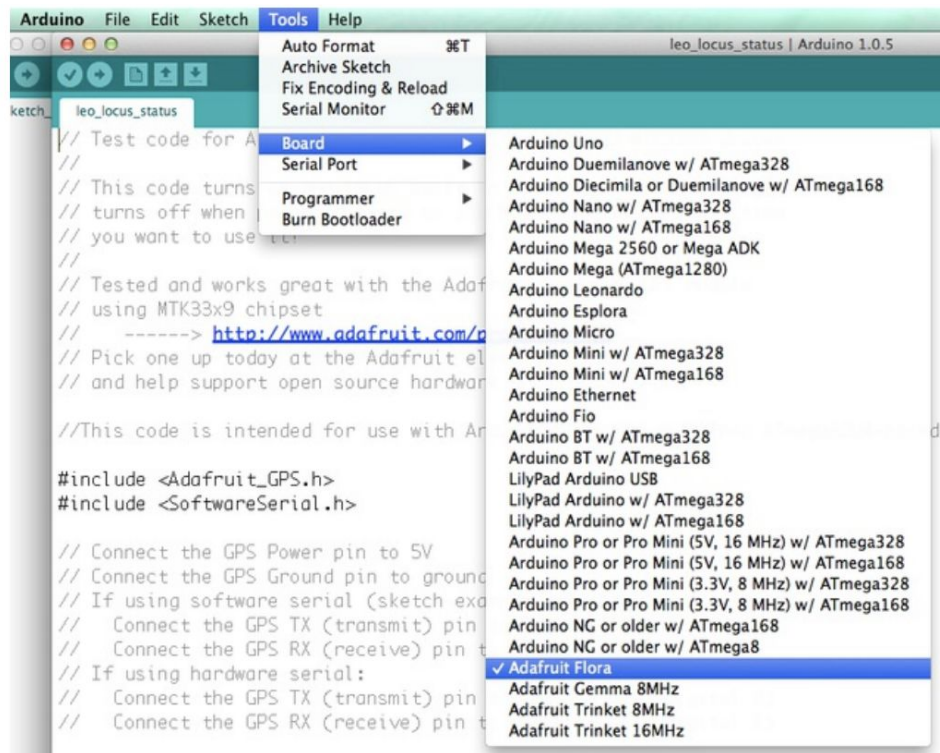 Arduino File Edit Sketch Tools Help
leo_locus_status | Arduino 1.0.5
Auto Format ⌘T
Archive Sketch
Fix Encoding & Reload
Serial Monitor ⇧⌘M
Board
Serial Port
Programmer
Burn Bootloader
ketch_
leo_locus_status
// Test code for A
//
// This code turns
// turns off when
// you want to use it!
//
// Tested and works great with the Adaf
// using MTK33x9 chipset
// ------> http://www.adafruit.com/p
// Pick one up today at the Adafruit el
// and help support open source hardwar
//This code is intended for use with Ar
#include <Adafruit_GPS.h>
#include <SoftwareSerial.h>
// Connect the GPS Power pin to 5V
// Connect the GPS Ground pin to ground
// If using software serial (sketch exa
// Connect the GPS TX (transmit) pin
// Connect the GPS RX (receive) pin t
// If using hardware serial:
// Connect the GPS TX (transmit) pin
// Connect the GPS RX (receive) pin t
Arduino Uno
Arduino Duemilanove w/ ATmega328
Arduino Diecimila or Duemilanove w/ ATmega168
Arduino Nano w/ ATmega328
Arduino Nano w/ ATmega168
Arduino Mega 2560 or Mega ADK
Arduino Mega (ATmega1280)
Arduino Leonardo
Arduino Esplora
Arduino Micro
Arduino Mini w/ ATmega328
Arduino Mini w/ ATmega168
Arduino Ethernet
Arduino Fio
Arduino BT w/ ATmega328
Arduino BT w/ ATmega168
LilyPad Arduino USB
LilyPad Arduino w/ ATmega328
LilyPad Arduino w/ ATmega168
Arduino Pro or Pro Mini (5V, 16 MHz) w/ ATmega328
Arduino Pro or Pro Mini (5V, 16 MHz) w/ ATmega168
Arduino Pro or Pro Mini (3.3V, 8 MHz) w/ ATmega328
Arduino Pro or Pro Mini (3.3V, 8 MHz) w/ ATmega168
Arduino NG or older w/ ATmega168
Arduino NG or older w/ ATmega8
✓ Adafruit Flora
Adafruit Gemma 8MHz
Adafruit Trinket 8MHz
Adafruit Trinket 16MHz